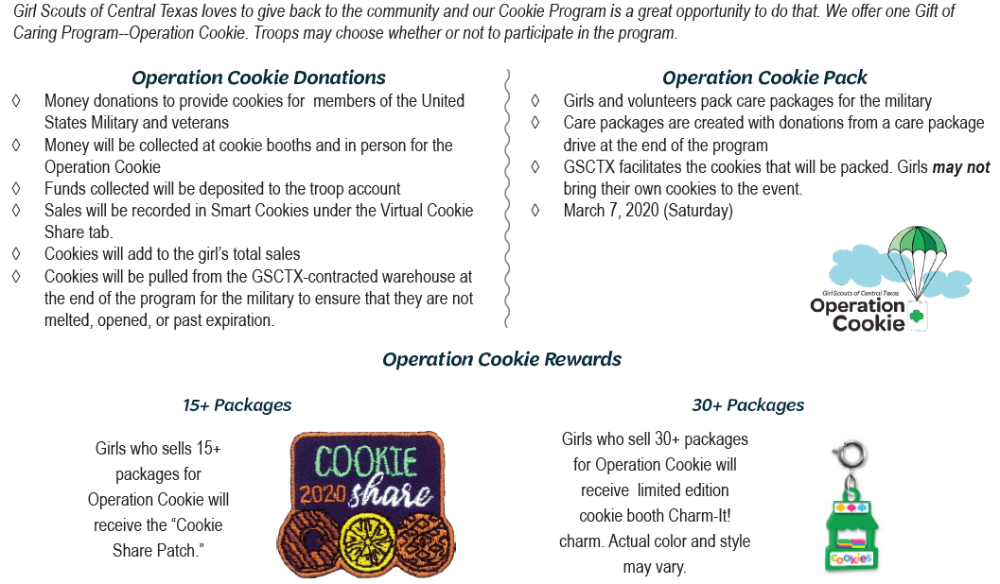 Girl Scouts of Central Texas loves to give back to the community and our Cookie Program is a great opportunity to do that. We offer one Gift of
Caring Program--Operation Cookie. Troops may choose whether or not to participate in the program.
Operation Cookie Donations
◊ Money donations to provide cookies for members of the United
States Military and veterans
◊ Money will be collected at cookie booths and in person for the
Operation Cookie
◊ Funds collected will be deposited to the troop account
◊ Sales will be recorded in Smart Cookies under the Virtual Cookie
Share tab.
◊ Cookies will add to the girl's total sales
◊ Cookies will be pulled from the GSCTX-contracted warehouse at
the end of the program for the military to ensure that they are not
melted, opened, or past expiration.
Operation Cookie Pack
◊ Girls and volunteers pack care packages for the military
◊ Care packages are created with donations from a care package
drive at the end of the program
◊ GSCTX facilitates the cookies that will be packed. Girls may not
bring their own cookies to the event.
◊ March 7, 2020 (Saturday)
Girl Scouts of Central Texas
Operation
Cookie
Operation Cookie Rewards
15+ Packages
Girls who sells 15+
packages for
Operation Cookie will
receive the “Cookie
Share Patch.”
COOKIE
2020 share
30+ Packages
Girls who sell 30+ packages
for Operation Cookie will
receive limited edition
cookie booth Charm-It!
charm. Actual color and style
may vary.
COOKIES